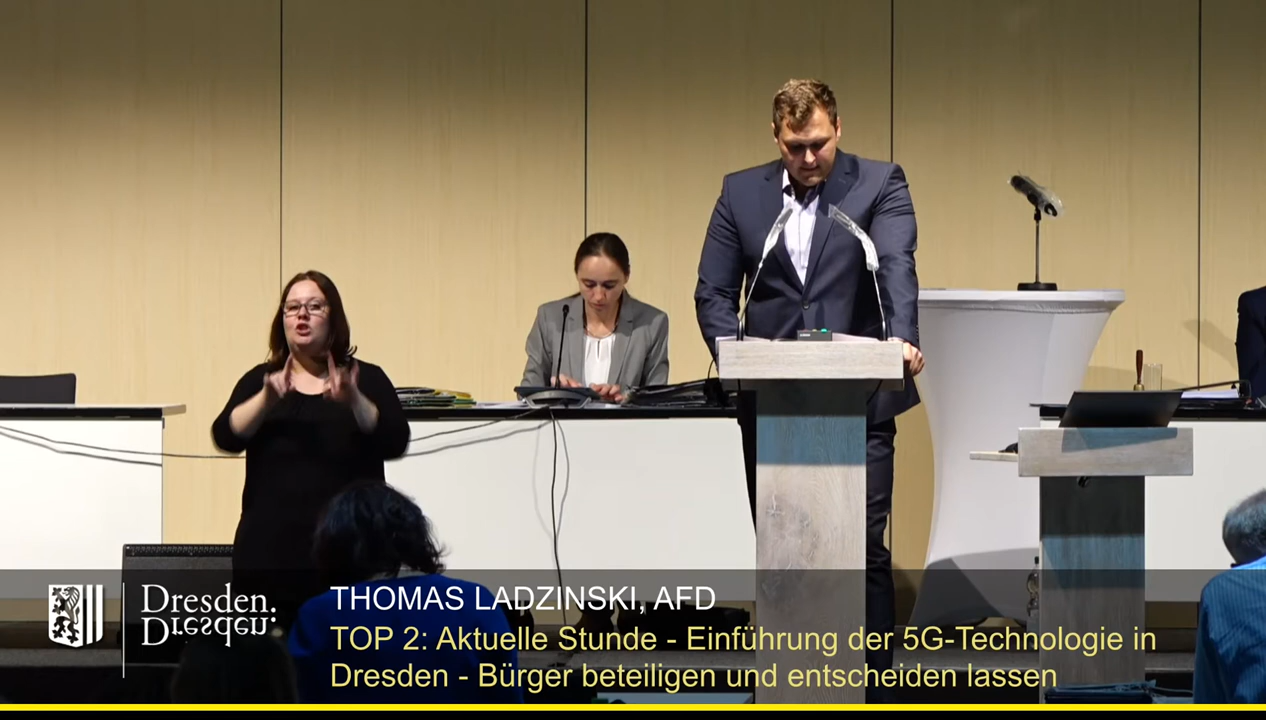 Dresden.
Dresden.
THOMAS LADZINSKI, AFD
TOP 2: Aktuelle Stunde - Einführung der 5G-Technologie in
Dresden - Bürger beteiligen und entscheiden lassen